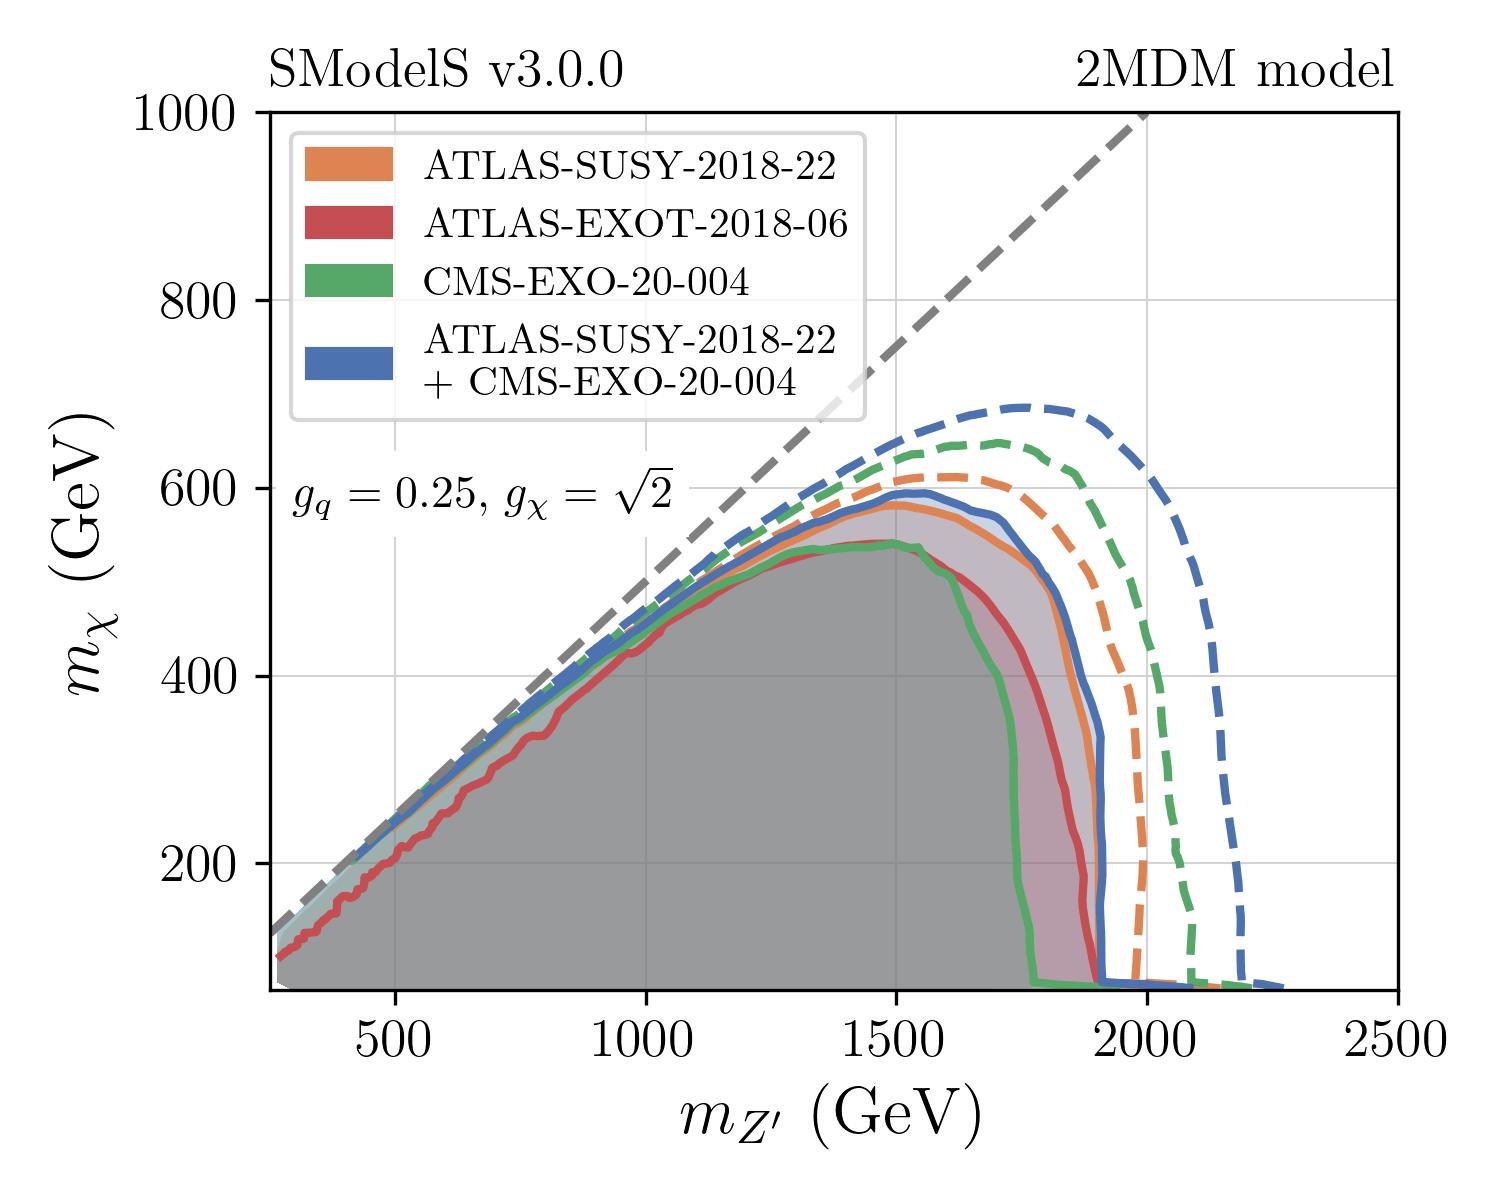 SModelS v3.0.0
2MDM model
1000
800
600
400
200
ATLAS-SUSY-2018-22
ATLAS-EXOT-2018-06
CMS-EXO-20-004
ATLAS-SUSY-2018-22
+ CMS-EXO-20-004
g_q = 0.25, g_χ = √2
m_χ (GeV)
500
1000
1500
2000
2500
m_Z′ (GeV)